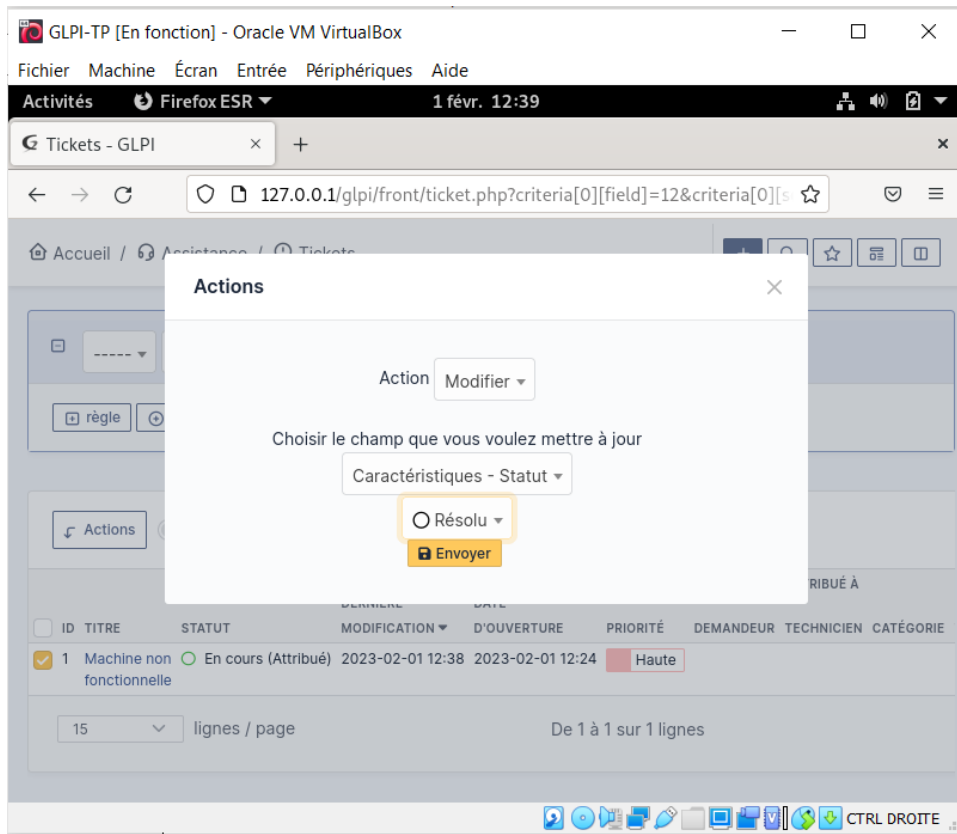 GLPI-TP [En fonction] - Oracle VM VirtualBox
Fichier Machine Écran Entrée Périphériques Aide
Activités Firefox ESR 1 févr. 12:39
Tickets - GLPI
127.0.0.1/glpi/front/ticket.php?criteria[0][field]=12&criteria[0][s
Accueil / Assistance / Tickets
Actions
-----
Action Modifier
règle
Choisir le champ que vous voulez mettre à jour
Caractéristiques - Statut
Résolu
Actions
Envoyer
RIBUÉ À
DERNIÈRE DATE
ID TITRE STATUT MODIFICATION D'OUVERTURE PRIORITÉ DEMANDEUR TECHNICIEN CATÉGORIE
1 Machine non En cours (Attribué) 2023-02-01 12:38 2023-02-01 12:24 Haute
fonctionnelle
15 lignes / page De 1 à 1 sur 1 lignes
CTRL DROITE